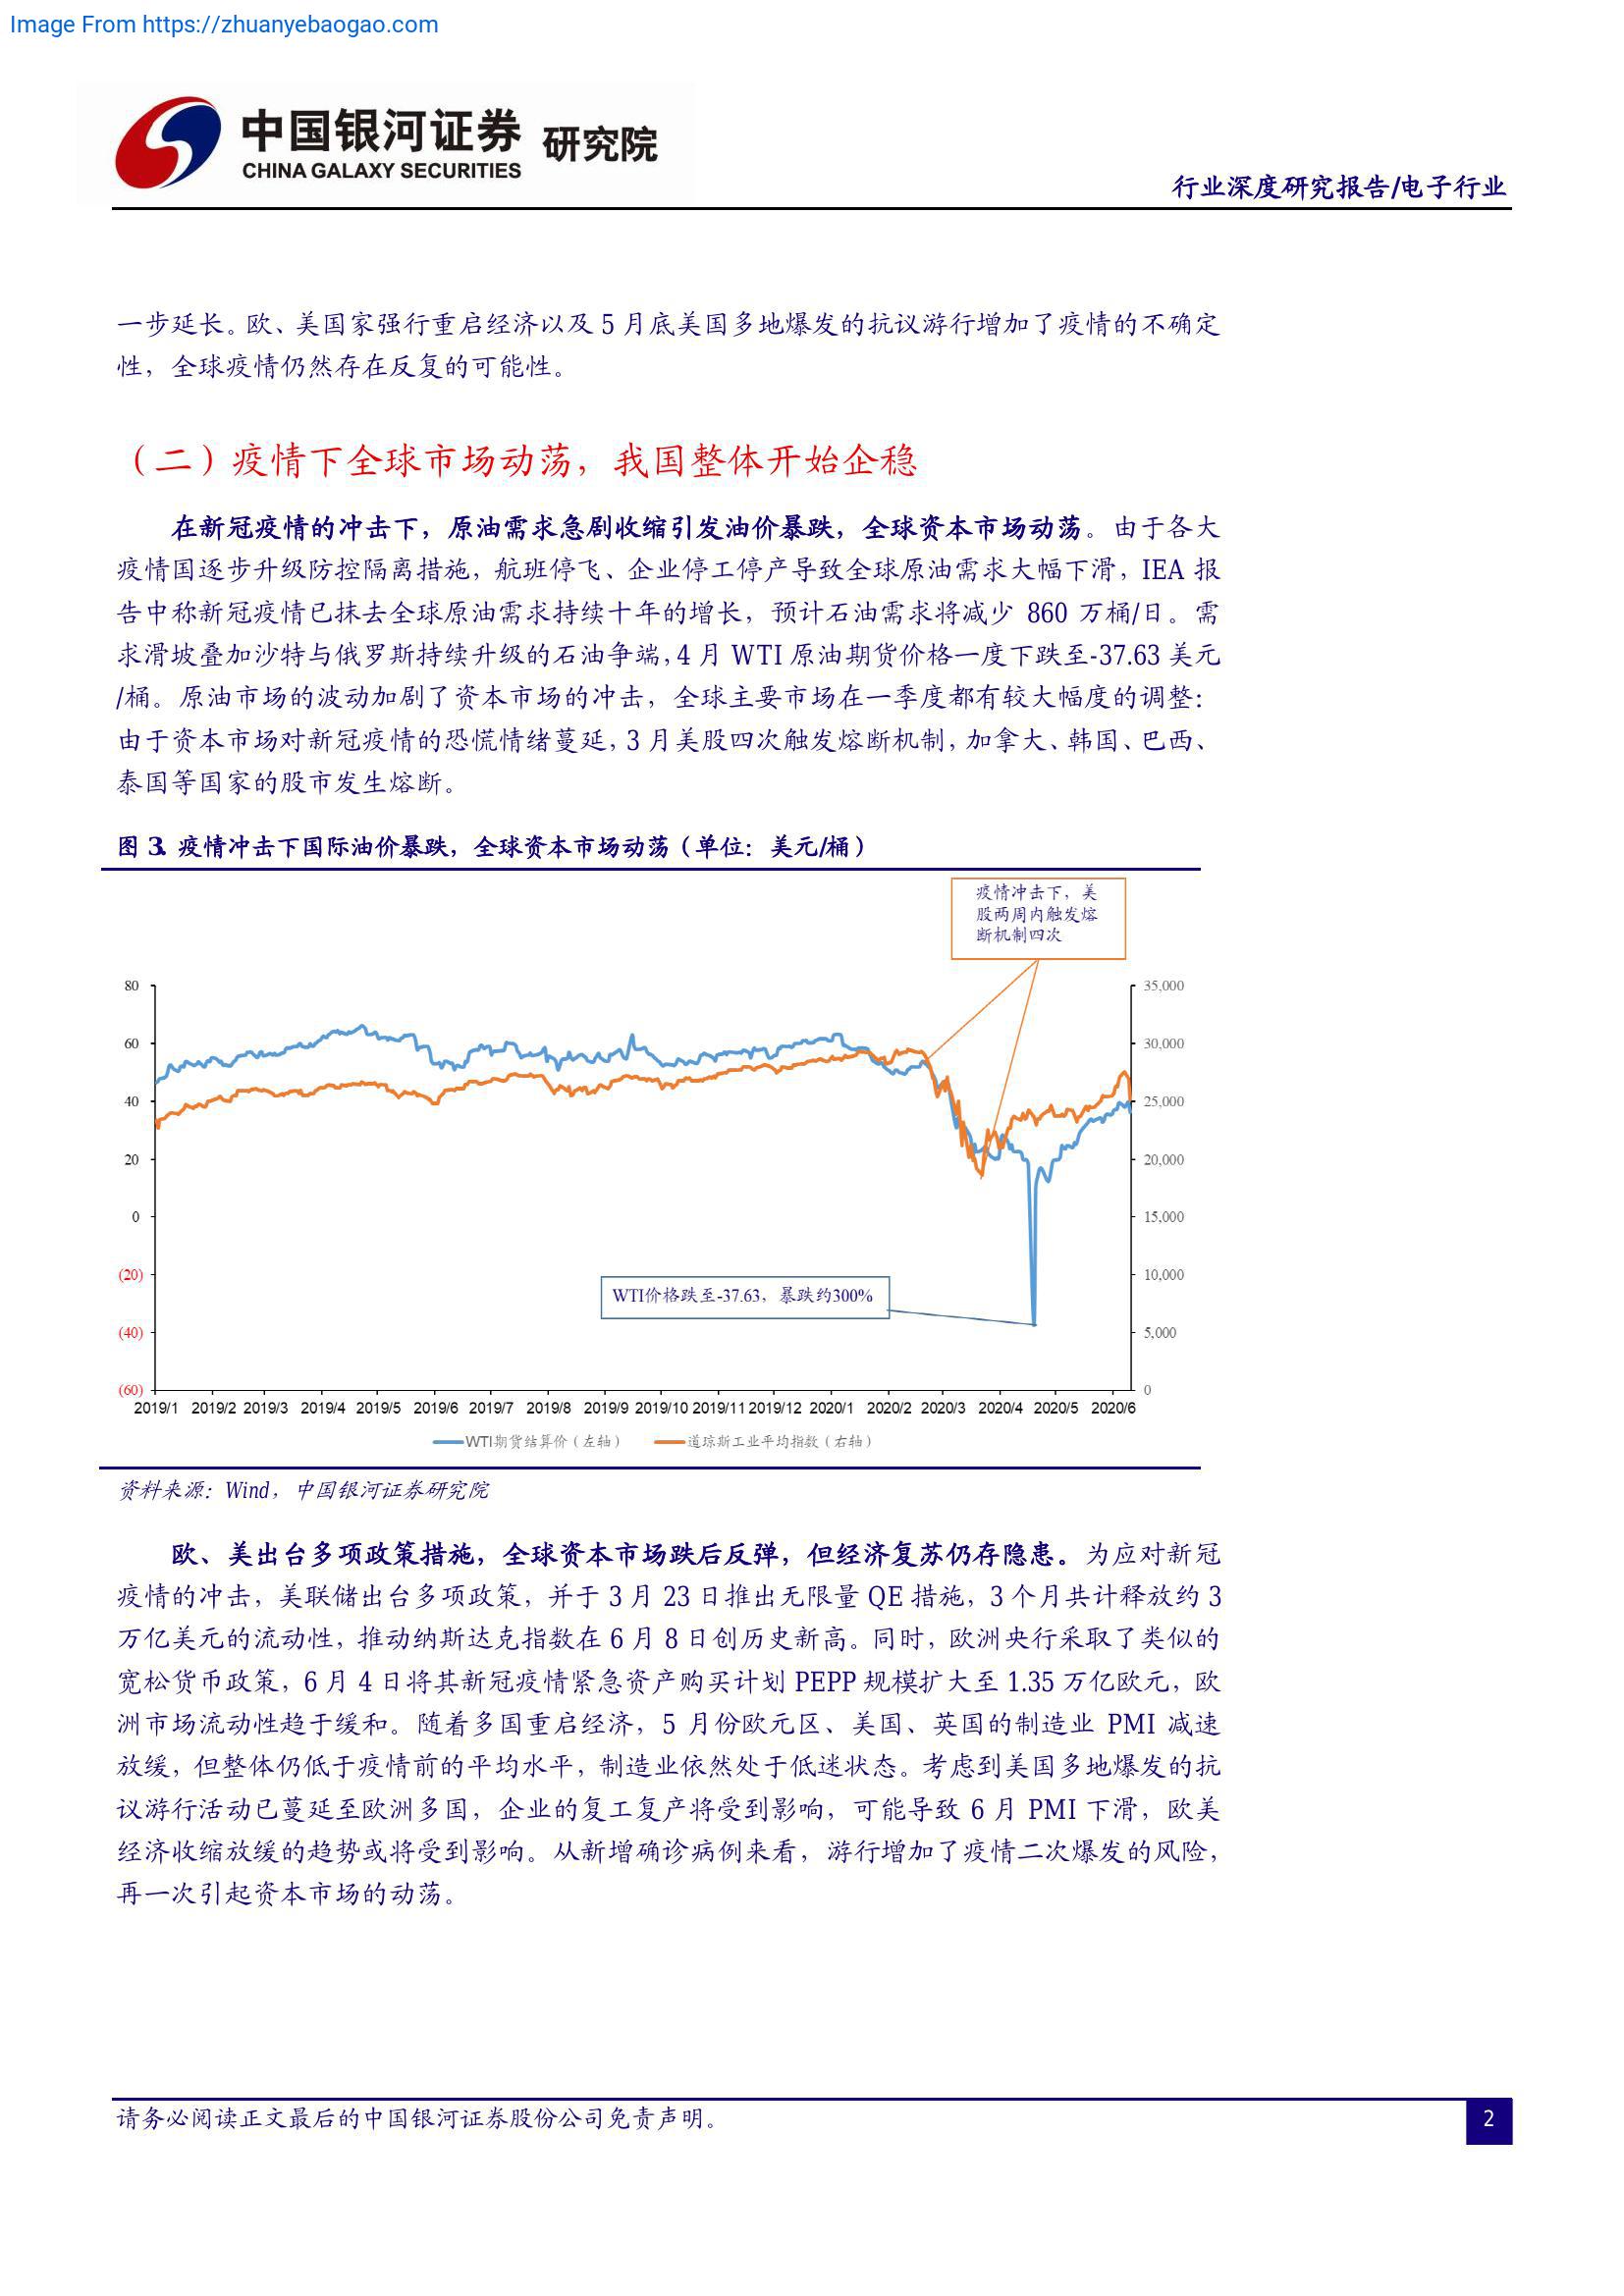 Image From https://zhuanyebaogao.com
中国银河证券 研究院
CHINA GALAXY SECURITIES
行业深度研究报告/电子行业
一步延长。欧、美国家强行重启经济以及 5 月底美国多地爆发的抗议游行增加了疫情的不确定
性，全球疫情仍然存在反复的可能性。
（二）疫情下全球市场动荡，我国整体开始企稳
在新冠疫情的冲击下，原油需求急剧收缩引发油价暴跌，全球资本市场动荡。由于各大
疫情国逐步升级防控隔离措施，航班停飞、企业停工停产导致全球原油需求大幅下滑，IEA 报
告中称新冠疫情已抹去全球原油需求持续十年的增长，预计石油需求将减少 860 万桶/日。需
求滑坡叠加沙特与俄罗斯持续升级的石油争端，4 月 WTI 原油期货价格一度下跌至-37.63 美元
/桶。原油市场的波动加剧了资本市场的冲击，全球主要市场在一季度都有较大幅度的调整：
由于资本市场对新冠疫情的恐慌情绪蔓延，3 月美股四次触发熔断机制，加拿大、韩国、巴西、
泰国等国家的股市发生熔断。
图 3. 疫情冲击下国际油价暴跌，全球资本市场动荡（单位：美元/桶）
疫情冲击下，美
股两周内触发熔
断机制四次
80 35,000
60 30,000
40 25,000
20 20,000
0 15,000
(20) 10,000
WTI价格跌至-37.63，暴跌约300%
(40) 5,000
(60) 0
2019/1 2019/2 2019/3 2019/4 2019/5 2019/6 2019/7 2019/8 2019/9 2019/10 2019/11 2019/12 2020/1 2020/2 2020/3 2020/4 2020/5 2020/6
WTI期货结算价（左轴） 道琼斯工业平均指数（右轴）
资料来源：Wind，中国银河证券研究院
欧、美出台多项政策措施，全球资本市场跌后反弹，但经济复苏仍存隐患。为应对新冠
疫情的冲击，美联储出台多项政策，并于 3 月 23 日推出无限量 QE 措施，3 个月共计释放约 3
万亿美元的流动性，推动纳斯达克指数在 6 月 8 日创历史新高。同时，欧洲央行采取了类似的
宽松货币政策，6 月 4 日将其新冠疫情紧急资产购买计划 PEPP 规模扩大至 1.35 万亿欧元，欧
洲市场流动性趋于缓和。随着多国重启经济，5 月份欧元区、美国、英国的制造业 PMI 减速
放缓，但整体仍低于疫情前的平均水平，制造业依然处于低迷状态。考虑到美国多地爆发的抗
议游行活动已蔓延至欧洲多国，企业的复工复产将受到影响，可能导致 6 月 PMI 下滑，欧美
经济收缩放缓的趋势或将受到影响。从新增确诊病例来看，游行增加了疫情二次爆发的风险，
再一次引起资本市场的动荡。
请务必阅读正文最后的中国银河证券股份公司免责声明。
2